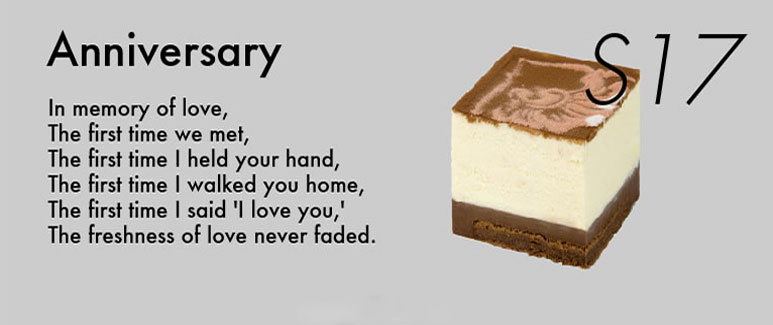 Anniversary
S17
In memory of love,
The first time we met,
The first time I held your hand,
The first time I walked you home,
The first time I said 'I love you,'
The freshness of love never faded.